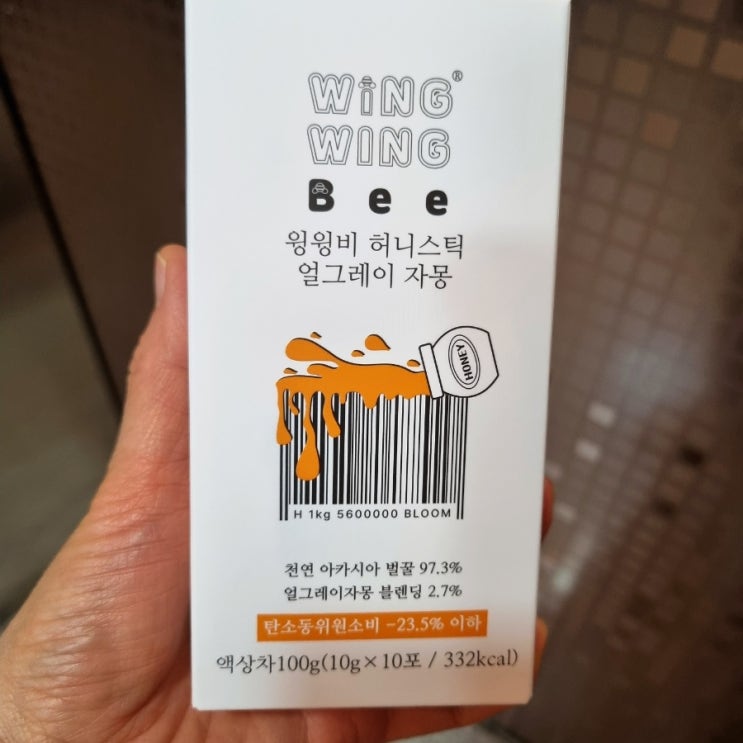 WiNG®
WING
Bee
윙윙비 허니스틱
얼그레이 자몽
HONEY
H 1kg 5600000 BLOOM
천연 아카시아 벌꿀 97.3%
얼그레이자몽 블렌딩 2.7%
탄소동위원소비 -23.5% 이하
액상차100g(10g×10포 / 332kcal)